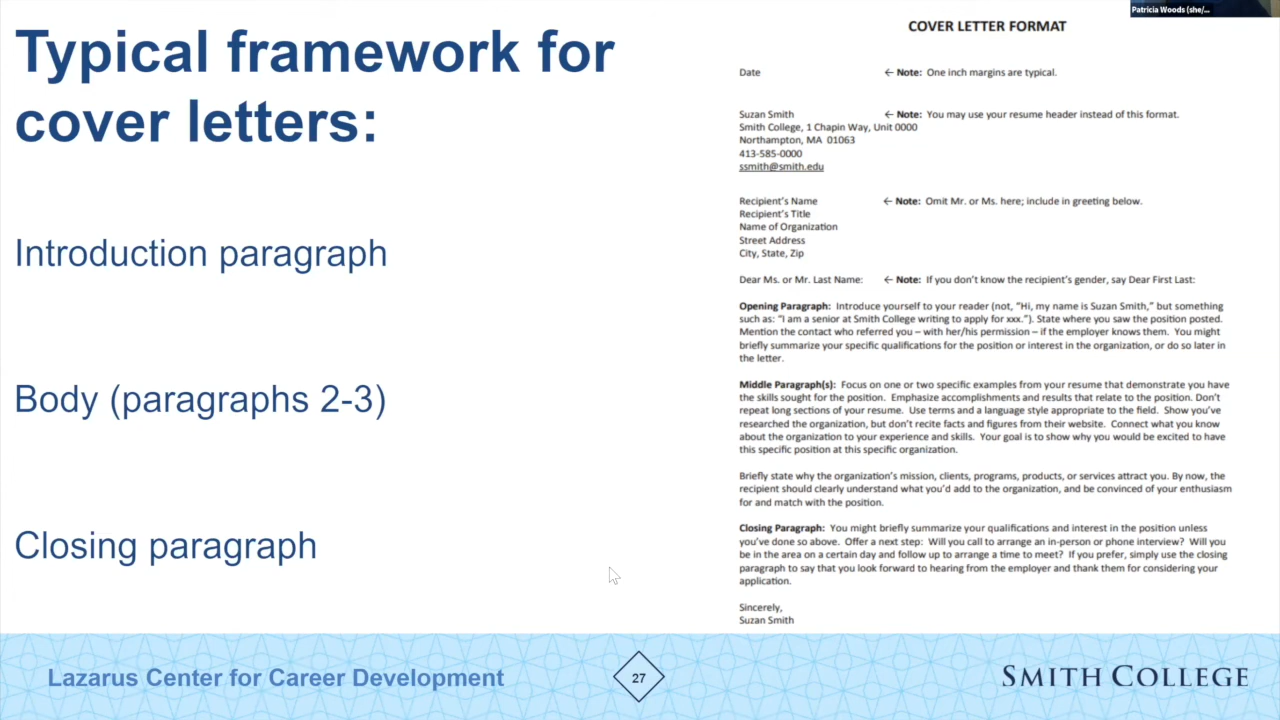 Patricia Woods (she/...
Typical framework for
cover letters:
Introduction paragraph
Body (paragraphs 2-3)
Closing paragraph
COVER LETTER FORMAT
Date ← Note: One inch margins are typical.
Suzan Smith ← Note: You may use your resume header instead of this format.
Smith College, 1 Chapin Way, Unit 0000
Northampton, MA 01063
413-585-0000
ssmith@smith.edu
Recipient's Name ← Note: Omit Mr. or Ms. here; include in greeting below.
Recipient's Title
Name of Organization
Street Address
City, State, Zip
Dear Ms. or Mr. Last Name: ← Note: If you don't know the recipient's gender, say Dear First Last:
Opening Paragraph: Introduce yourself to your reader (not, "Hi, my name is Suzan Smith," but something
such as: "I am a senior at Smith College writing to apply for xxx."). State where you saw the position posted.
Mention the contact who referred you – with her/his permission – if the employer knows them. You might
briefly summarize your specific qualifications for the position or interest in the organization, or do so later in
the letter.
Middle Paragraph(s): Focus on one or two specific examples from your resume that demonstrate you have
the skills sought for the position. Emphasize accomplishments and results that relate to the position. Don't
repeat long sections of your resume. Use terms and a language style appropriate to the field. Show you've
researched the organization, but don't recite facts and figures from their website. Connect what you know
about the organization to your experience and skills. Your goal is to show why you would be excited to have
this specific position at this specific organization.
Briefly state why the organization's mission, clients, programs, products, or services attract you. By now, the
recipient should clearly understand what you'd add to the organization, and be convinced of your enthusiasm
for and match with the position.
Closing Paragraph: You might briefly summarize your qualifications and interest in the position unless
you've done so above. Offer a next step: Will you call to arrange an in-person or phone interview? Will you
be in the area on a certain day and follow up to arrange a time to meet? If you prefer, simply use the closing
paragraph to say that you look forward to hearing from the employer and thank them for considering your
application.
Sincerely,
Suzan Smith
Lazarus Center for Career Development
27
SMITH COLLEGE